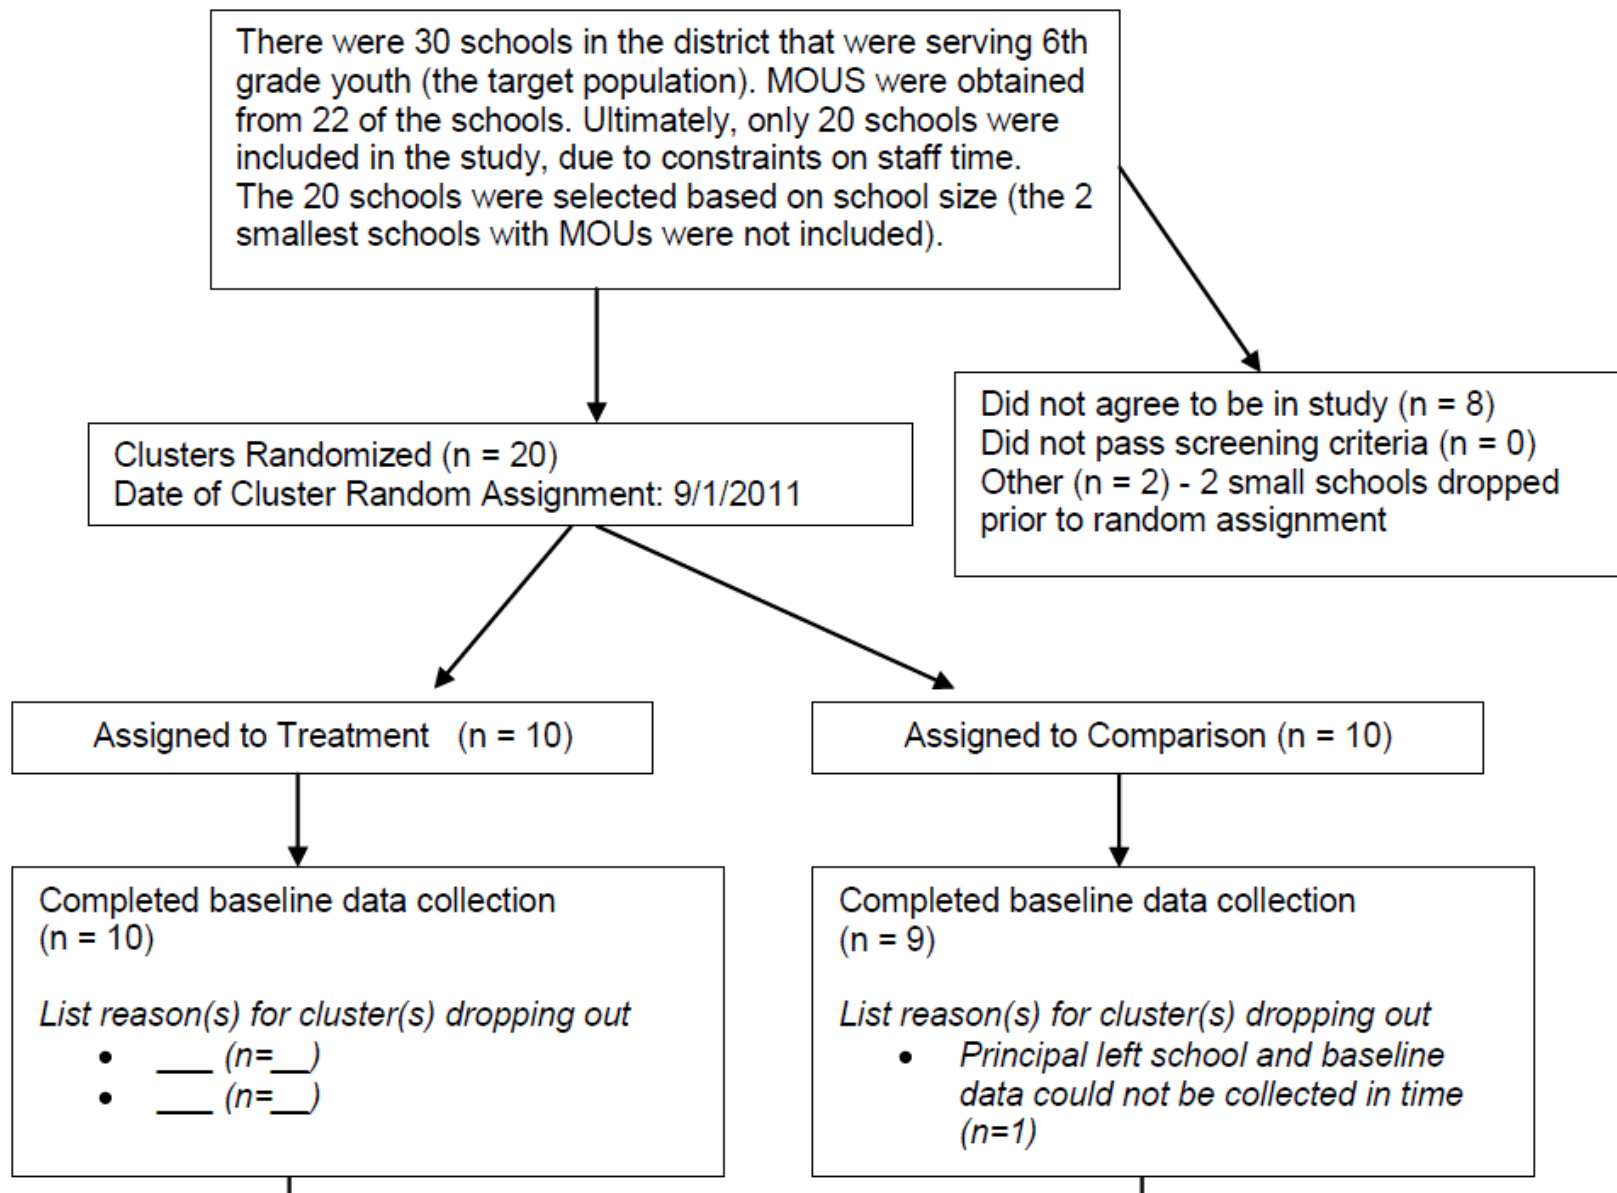 There were 30 schools in the district that were serving 6th
grade youth (the target population). MOUS were obtained
from 22 of the schools. Ultimately, only 20 schools were
included in the study, due to constraints on staff time.
The 20 schools were selected based on school size (the 2
smallest schools with MOUs were not included).
Did not agree to be in study (n = 8)
Did not pass screening criteria (n = 0)
Other (n = 2) - 2 small schools dropped
prior to random assignment
Clusters Randomized (n = 20)
Date of Cluster Random Assignment: 9/1/2011
Assigned to Treatment (n = 10)
Assigned to Comparison (n = 10)
Completed baseline data collection
(n = 10)
List reason(s) for cluster(s) dropping out
• ___ (n=__)
• ___ (n=__)
Completed baseline data collection
(n = 9)
List reason(s) for cluster(s) dropping out
• Principal left school and baseline
data could not be collected in time
(n=1)